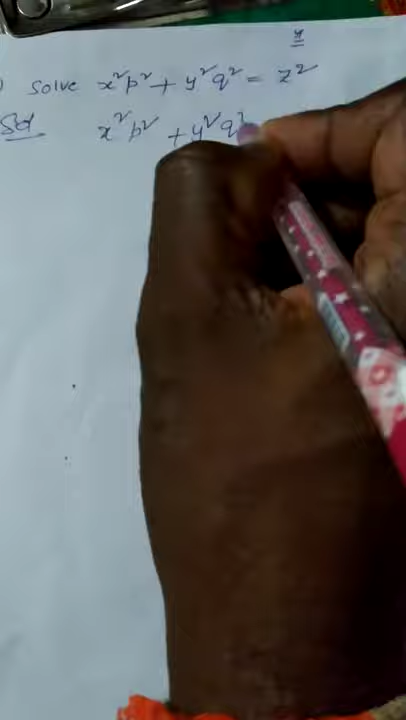 ) solve x²p² + y²q² = z²
Sol x²p² + y²q²